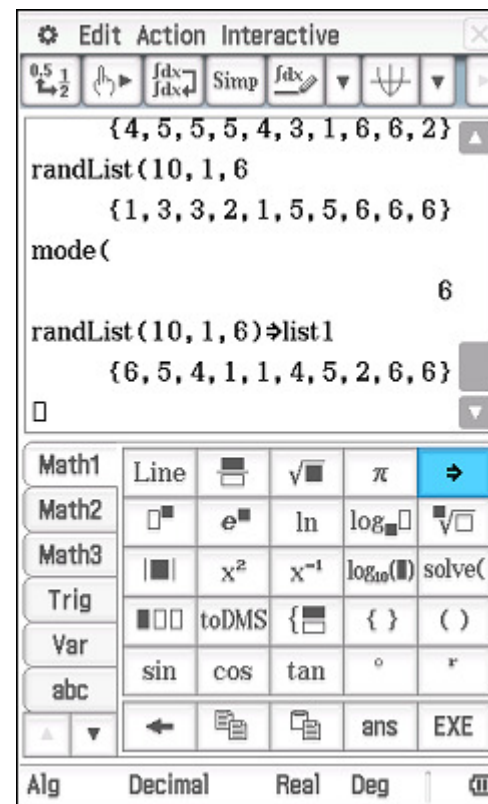 Edit Action Interactive
0.5 1 2 ∫dx ∫dx Simp ∫dx
{4,5,5,5,4,3,1,6,6,2}
randList(10,1,6
{1,3,3,2,1,5,5,6,6,6}
mode(
6
randList(10,1,6)⇒list1
{6,5,4,1,1,4,5,2,6,6}
Math1 Line √■ π ⇒
Math2 □■ e■ ln log■□ ■√□
Math3 |■| x² x⁻¹ log₁₀(■) solve(
Trig ■□□ toDMS { { } ( )
Var sin cos tan ° r
abc
ans EXE
Alg Decimal Real Deg